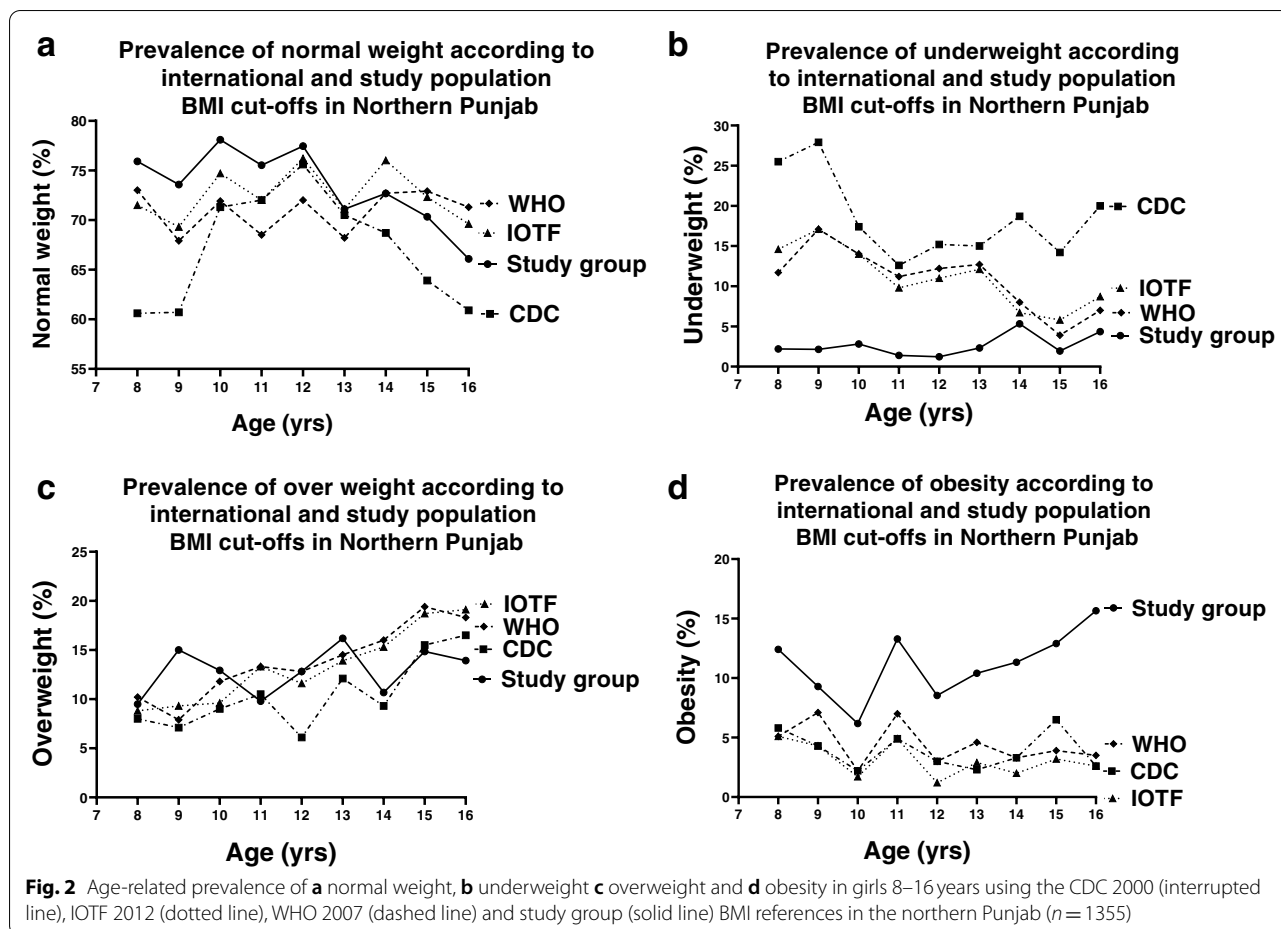 a
Prevalence of normal weight according to
international and study population
BMI cut-offs in Northern Punjab
Normal weight (%)
80
75
70
65
60
55
7 8 9 10 11 12 13 14 15 16
Age (yrs)
WHO
IOTF
Study group
CDC
b
Prevalence of underweight according
to international and study population
BMI cut-offs in Northern Punjab
Underweight (%)
30
25
20
15
10
5
0
7 8 9 10 11 12 13 14 15 16
Age (yrs)
CDC
IOTF
WHO
Study group
c
Prevalence of over weight according to
international and study population
BMI cut-offs in Northern Punjab
Overweight (%)
25
20
15
10
5
0
7 8 9 10 11 12 13 14 15 16
Age (yrs)
IOTF
WHO
CDC
Study group
d
Prevalence of obesity according to
international and study population
BMI cut-offs in Northern Punjab
Obesity (%)
20
15
10
5
0
7 8 9 10 11 12 13 14 15 16
Age (yrs)
Study group
WHO
CDC
IOTF
Fig. 2 Age-related prevalence of a normal weight, b underweight c overweight and d obesity in girls 8–16 years using the CDC 2000 (interrupted
line), IOTF 2012 (dotted line), WHO 2007 (dashed line) and study group (solid line) BMI references in the northern Punjab (n = 1355)